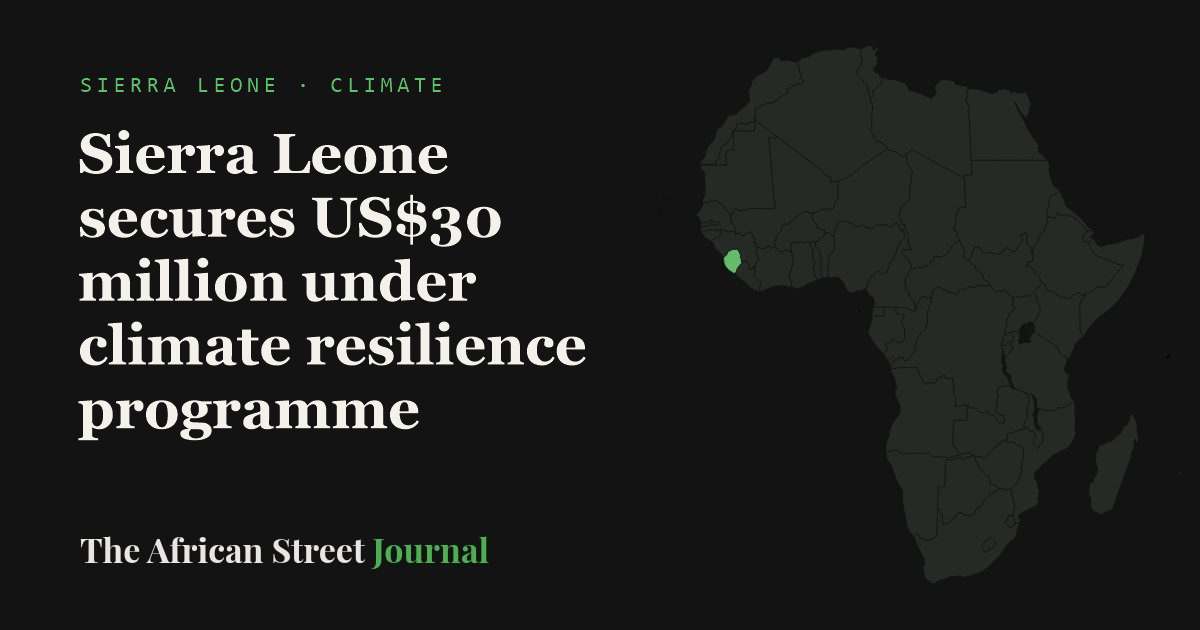 SIERRA LEONE · CLIMATE
Sierra Leone
secures US$30
million under
climate resilience
programme
The African Street Journal